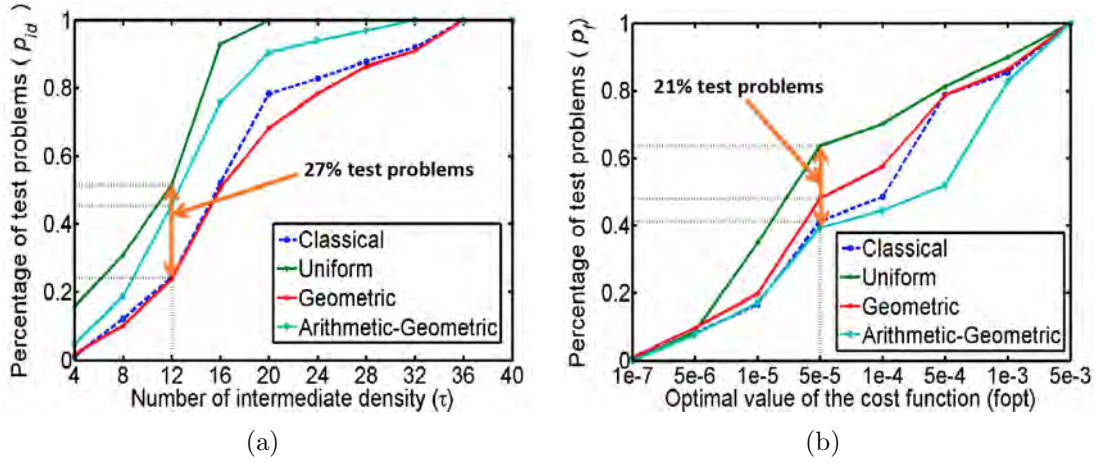 Percentage of test problems ( p_id )
1
0.8
0.6
0.4
0.2
0
27% test problems
Classical
Uniform
Geometric
Arithmetic-Geometric
4 8 12 16 20 24 28 32 36 40
Number of intermediate density (τ)
(a)
Percentage of test problems ( p_f )
1
0.8
0.6
0.4
0.2
0
21% test problems
Classical
Uniform
Geometric
Arithmetic-Geometric
1e-7 5e-6 1e-5 5e-5 1e-4 5e-4 1e-3 5e-3
Optimal value of the cost function (fopt)
(b)